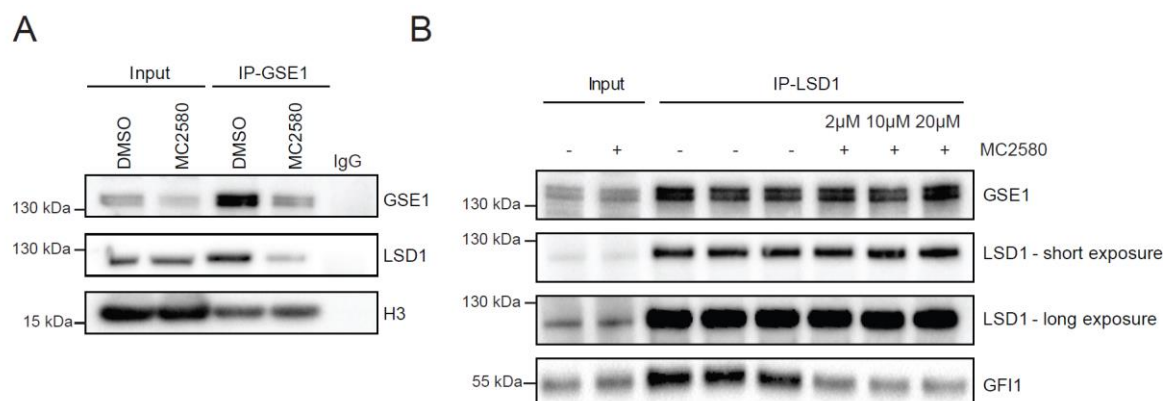 A
Input IP-GSE1
DMSO MC2580 DMSO MC2580 IgG
130 kDa GSE1
130 kDa LSD1
15 kDa H3
B
Input IP-LSD1
2µM 10µM 20µM
- + - - - + + + MC2580
130 kDa GSE1
130 kDa LSD1 - short exposure
130 kDa LSD1 - long exposure
55 kDa GFI1